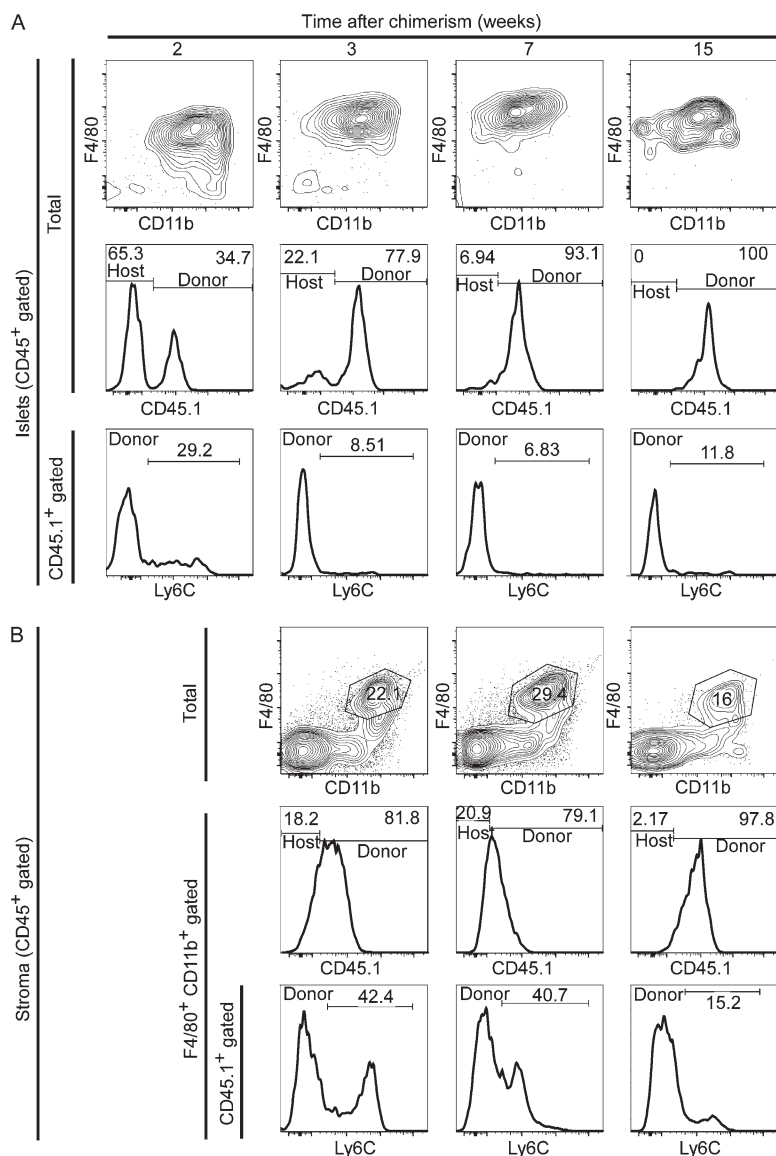 A
Time after chimerism (weeks)
2 3 7 15
Islets (CD45+ gated)
Total
F4/80 F4/80 F4/80 F4/80
CD11b CD11b CD11b CD11b
65.3 34.7 22.1 77.9 6.94 93.1 0 100
Host Donor Host Donor Host Donor Host Donor
CD45.1 CD45.1 CD45.1 CD45.1
CD45.1+ gated
Donor 29.2 Donor 8.51 Donor 6.83 Donor 11.8
Ly6C Ly6C Ly6C Ly6C
B
Stroma (CD45+ gated)
Total
F4/80 22.1 F4/80 29.4 F4/80 16
CD11b CD11b CD11b
F4/80+ CD11b+ gated
18.2 81.8 20.9 79.1 2.17 97.8
Host Donor Host Donor Host Donor
CD45.1 CD45.1 CD45.1
CD45.1+ gated
Donor 42.4 Donor 40.7 Donor 15.2
Ly6C Ly6C Ly6C